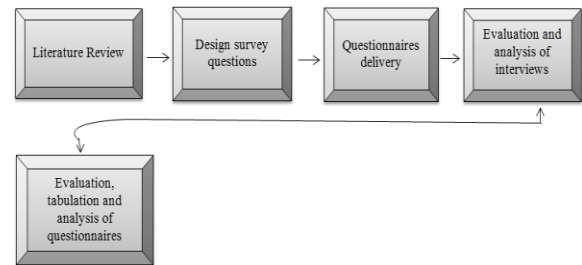 Literature Review
Design survey
questions
Questionnaires
delivery
Evaluation and
analysis of
interviews
Evaluation,
tabulation and
analysis of
questionnaires